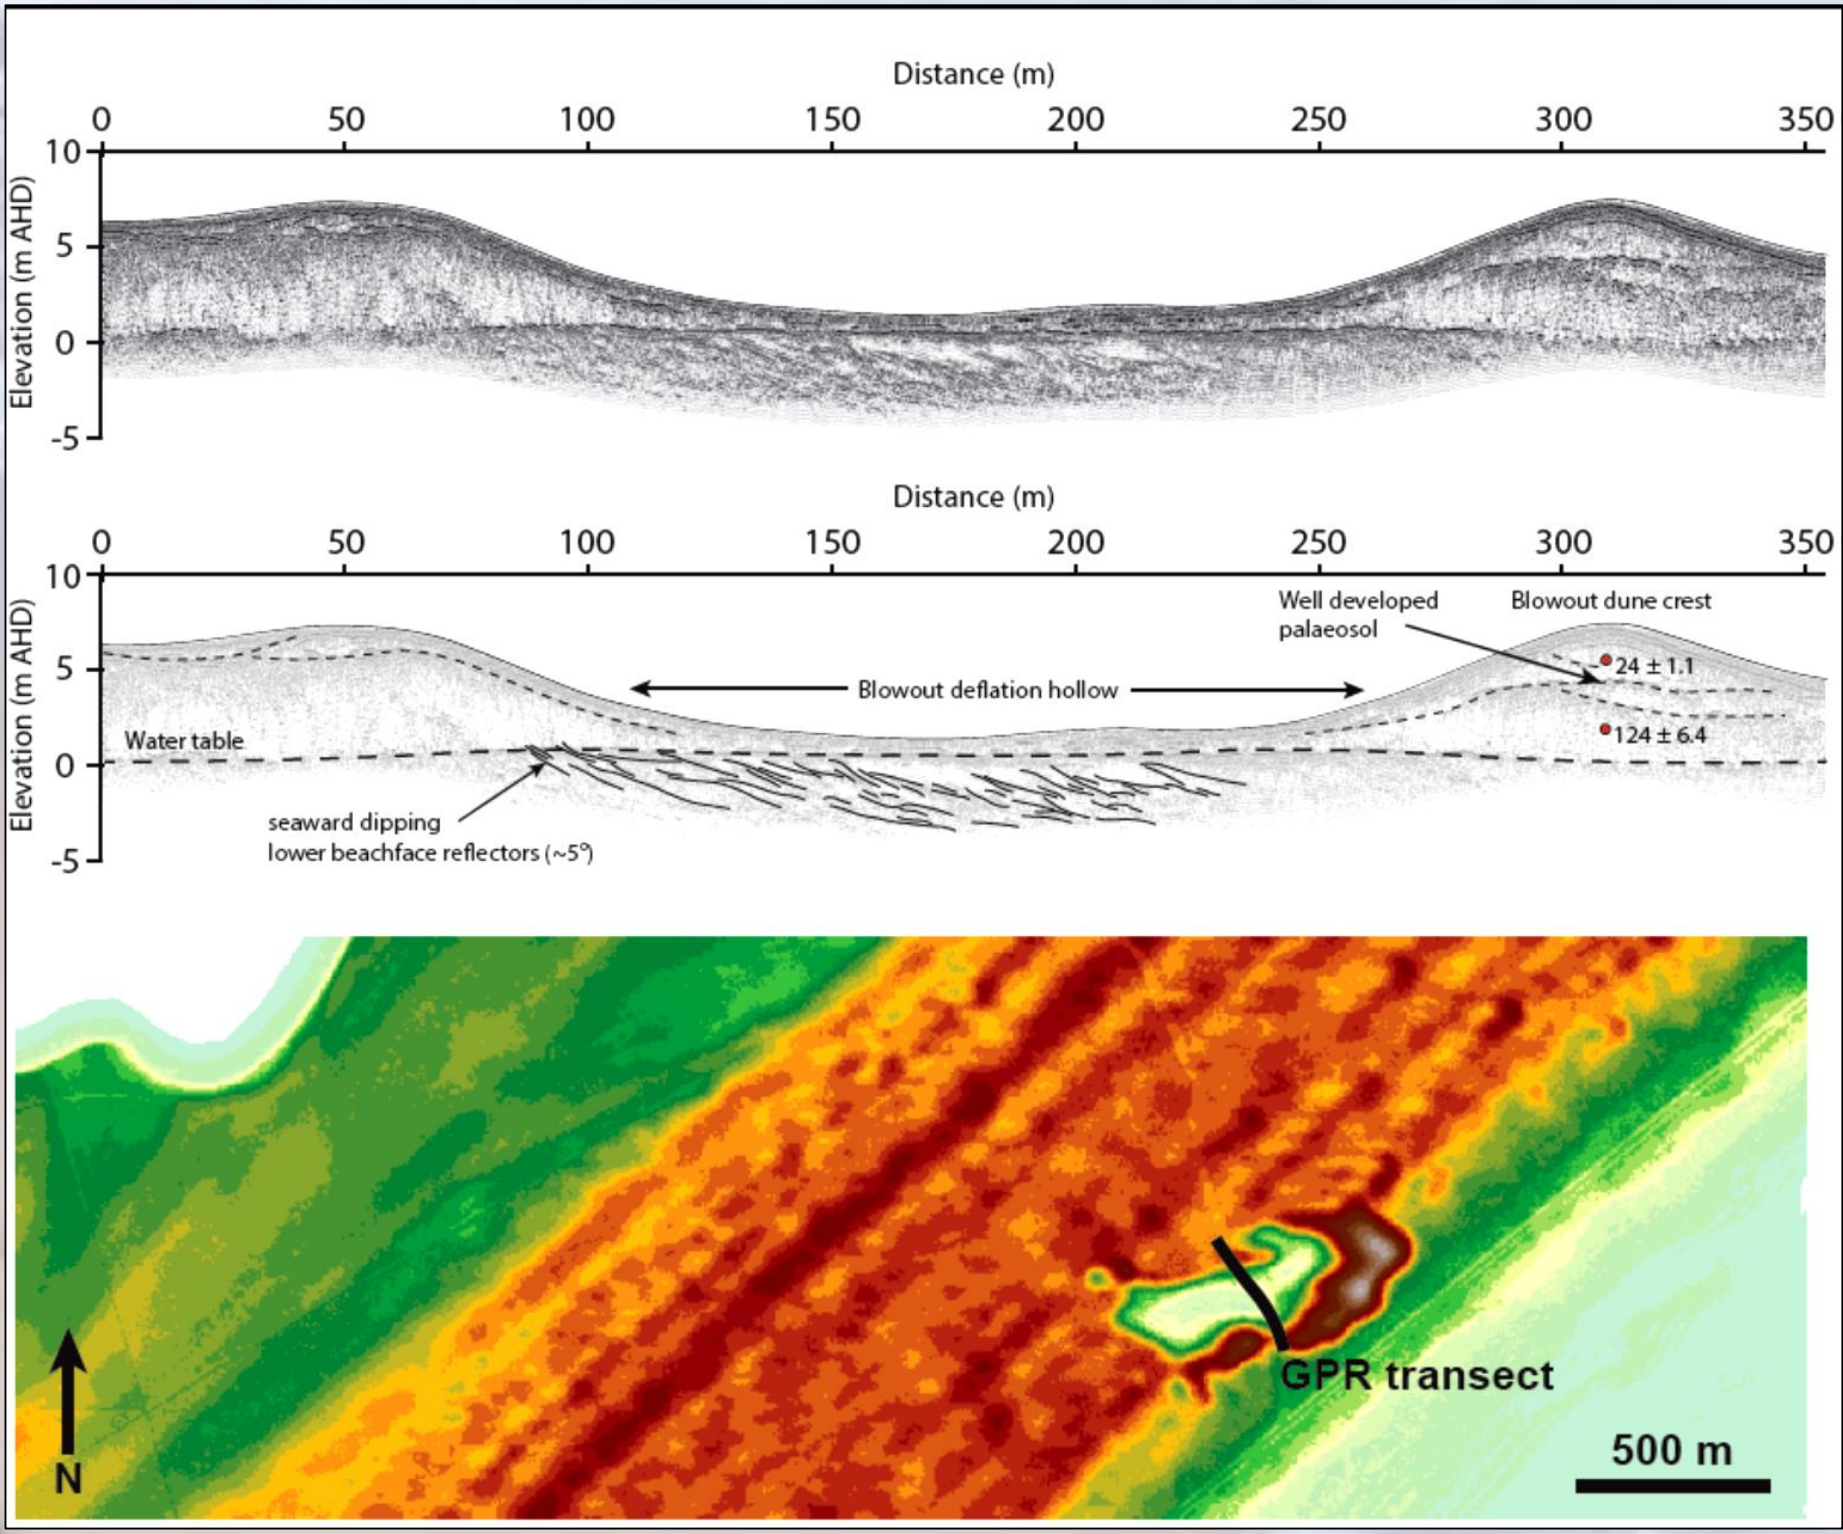 Distance (m)
0 50 100 150 200 250 300 350
10
5
0
-5
Elevation (m AHD)
Distance (m)
0 50 100 150 200 250 300 350
10
5
0
-5
Elevation (m AHD)
Well developed
palaeosol
Blowout dune crest
24 ± 1.1
Blowout deflation hollow
124 ± 6.4
Water table
seaward dipping
lower beachface reflectors (~5°)
GPR transect
500 m
N